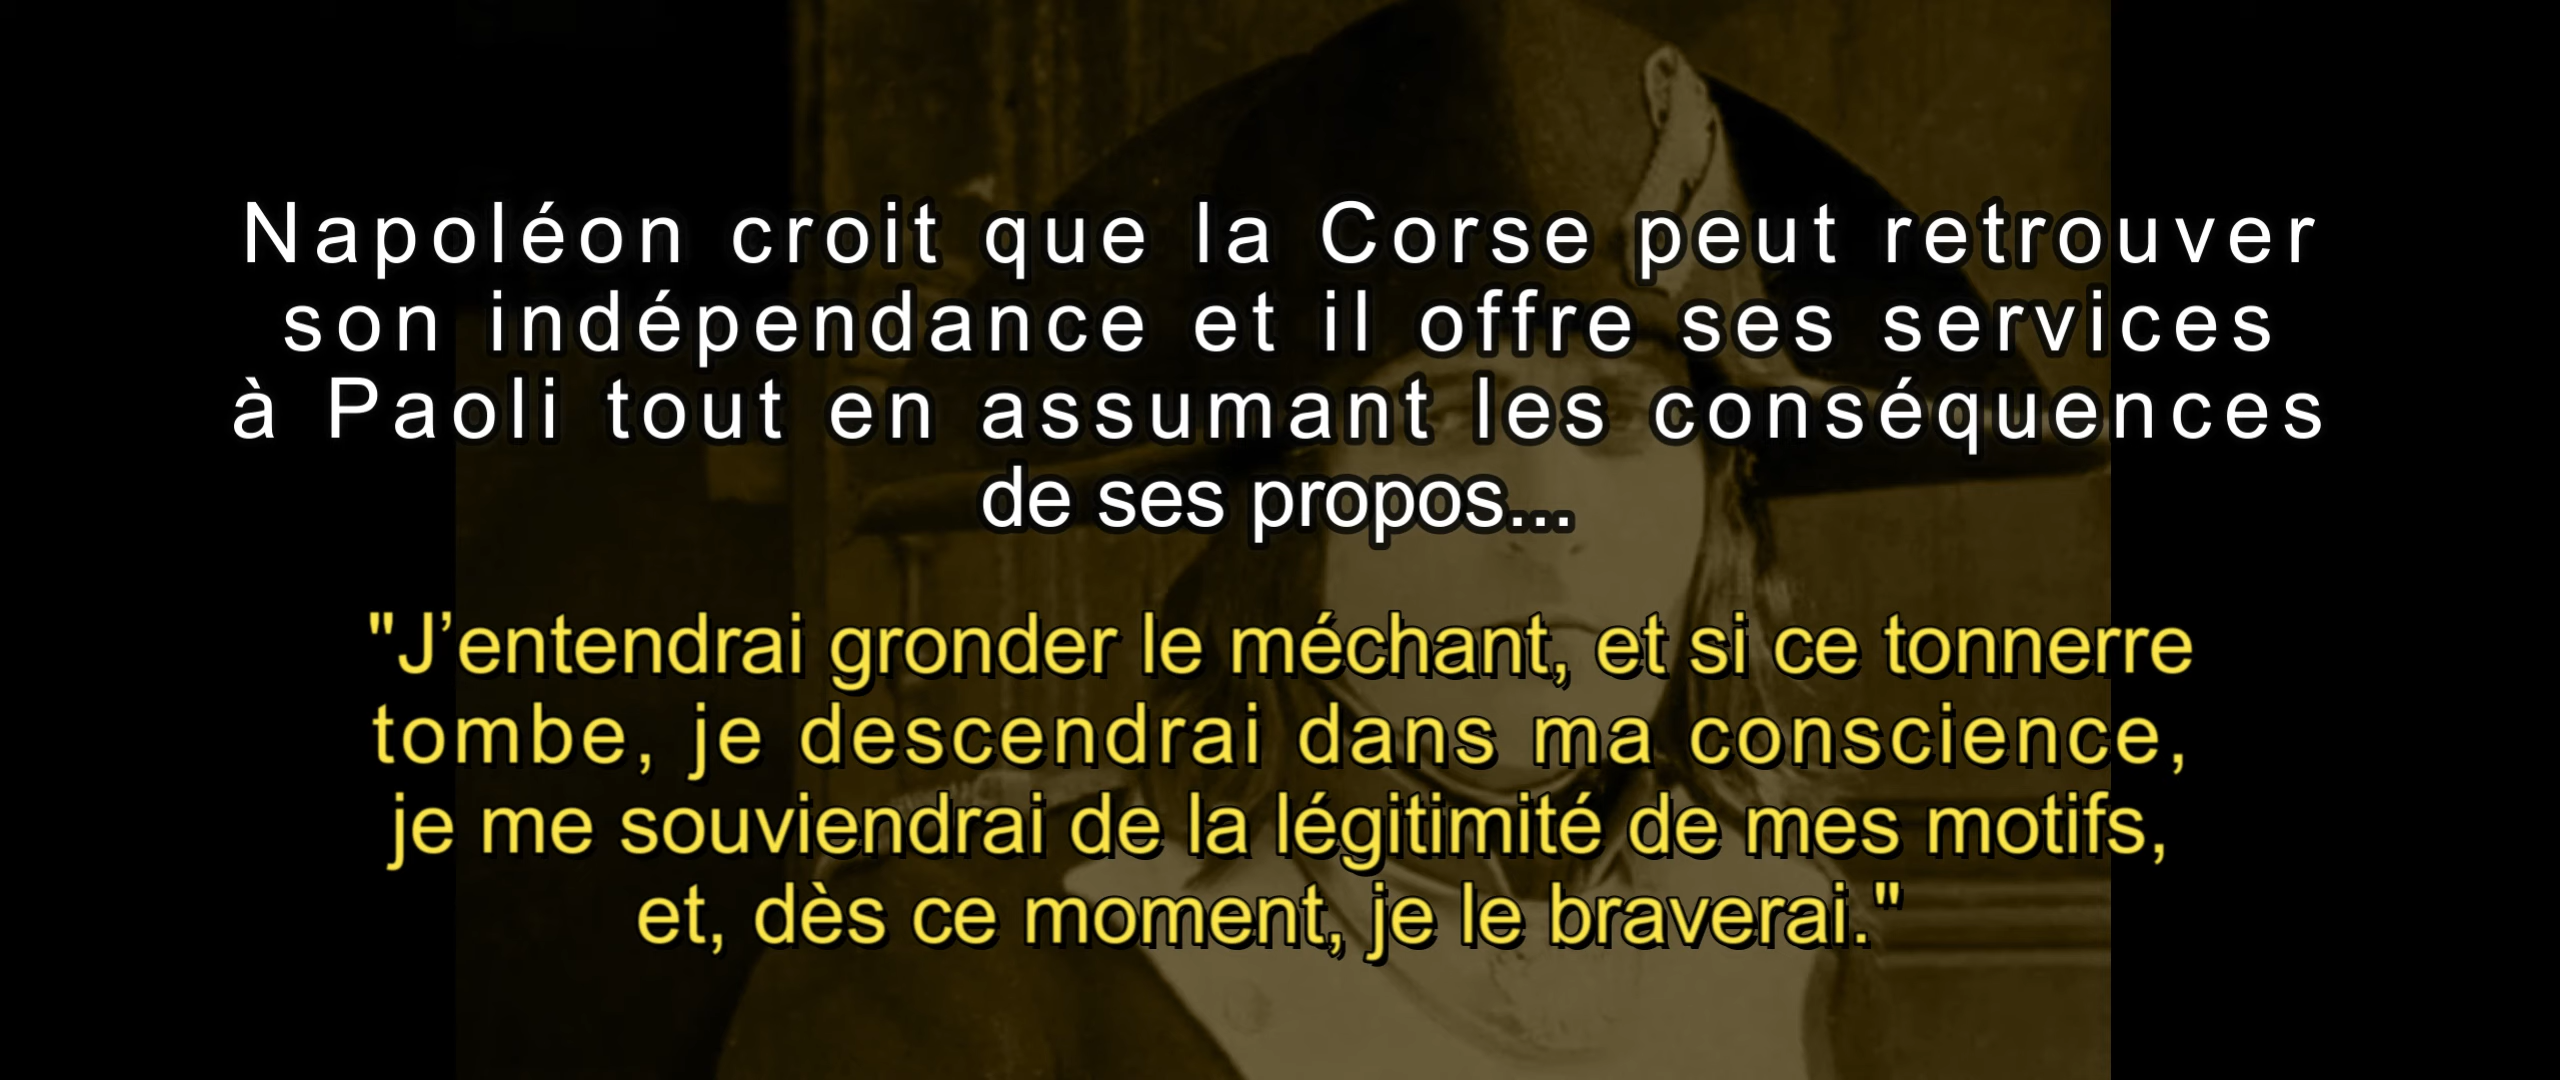 Napoléon croit que la Corse peut retrouver
son indépendance et il offre ses services
à Paoli tout en assumant les conséquences
de ses propos...
"J’entendrai gronder le méchant, et si ce tonnerre
tombe, je descendrai dans ma conscience,
je me souviendrai de la légitimité de mes motifs,
et, dès ce moment, je le braverai."